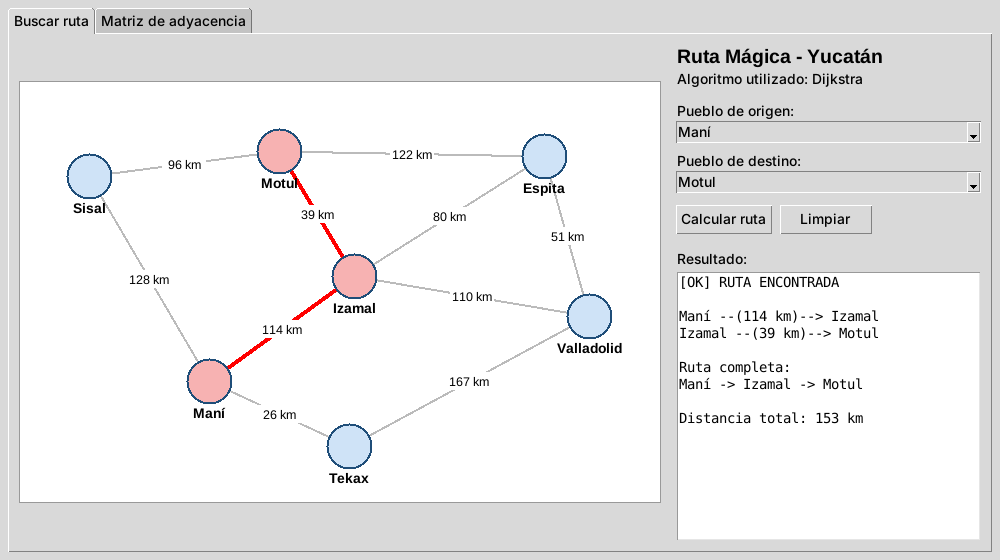 Buscar ruta
Matriz de adyacencia
Ruta Mágica - Yucatán
Algoritmo utilizado: Dijkstra
Pueblo de origen:
Maní
Pueblo de destino:
Motul
Calcular ruta
Limpiar
Resultado:
[OK] RUTA ENCONTRADA
Maní --(114 km)--> Izamal
Izamal --(39 km)--> Motul
Ruta completa:
Maní -> Izamal -> Motul
Distancia total: 153 km
96 km
122 km
Motul
Espita
Sisal
39 km
80 km
51 km
128 km
110 km
Izamal
114 km
Valladolid
167 km
Maní
26 km
Tekax